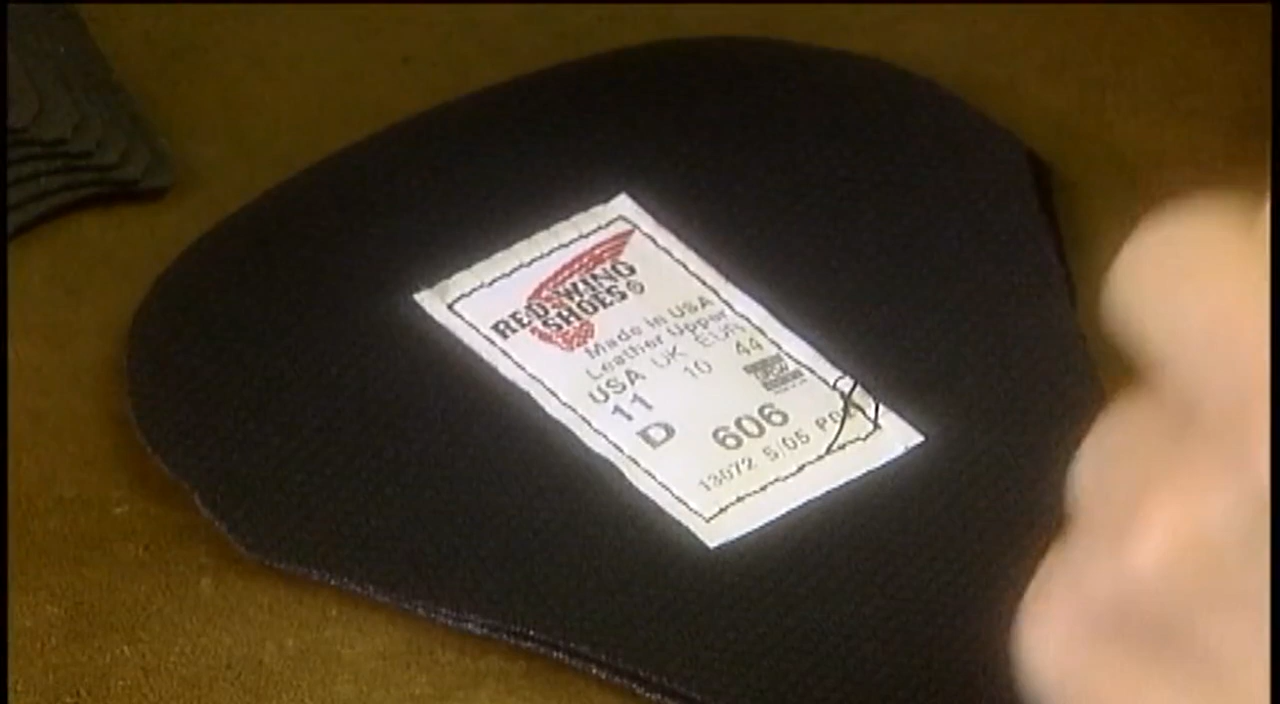 RED WING
SHOES®
Made in USA
Leather Upper
USA UK EUR
11 10 44
D 606
13072 5/05